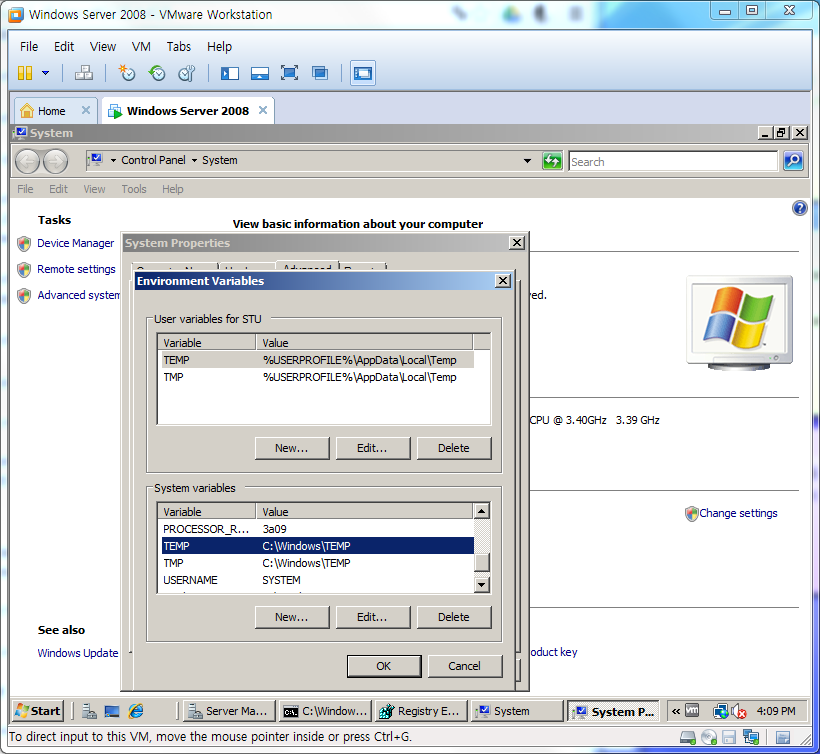 Windows Server 2008 - VMware Workstation
File Edit View VM Tabs Help
Home
Windows Server 2008
System
Control Panel System
Search
File Edit View Tools Help
Tasks
View basic information about your computer
Device Manager
Remote settings
Advanced system
System Properties
Advanced
Environment Variables
ved.
User variables for STU
Variable Value
TEMP %USERPROFILE%\AppData\Local\Temp
TMP %USERPROFILE%\AppData\Local\Temp
CPU @ 3.40GHz 3.39 GHz
New... Edit... Delete
System variables
Variable Value
PROCESSOR_R... 3a09
TEMP C:\Windows\TEMP
TMP C:\Windows\TEMP
USERNAME SYSTEM
Change settings
New... Edit... Delete
See also
Windows Update
oduct key
OK Cancel
Start
Server Ma...
C:\Window...
Registry E...
System
System P...
«
4:09 PM
To direct input to this VM, move the mouse pointer inside or press Ctrl+G.